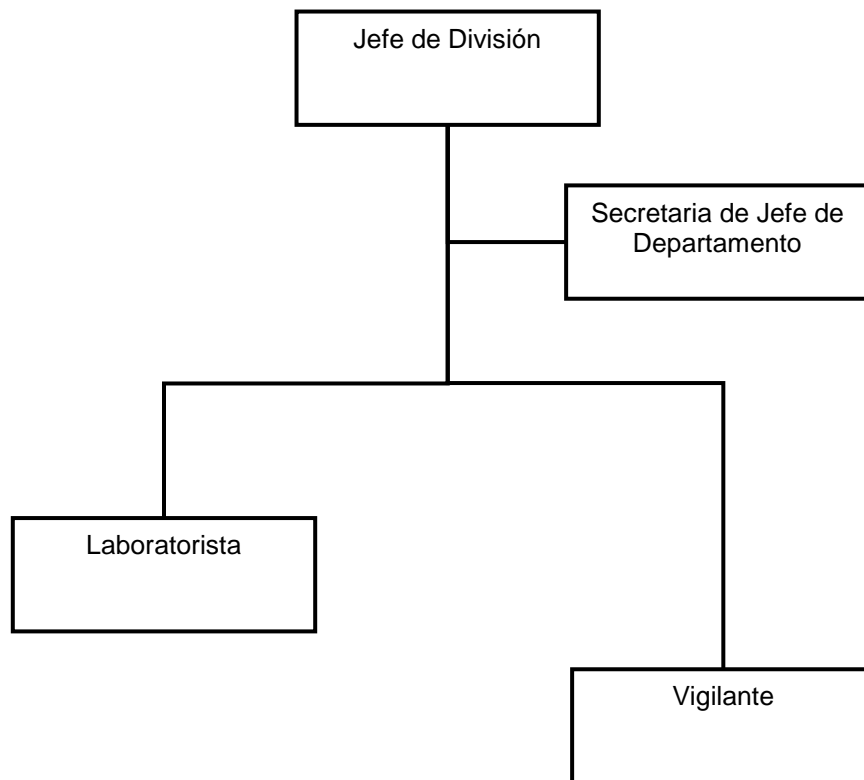 Jefe de División
Secretaria de Jefe de
Departamento
Laboratorista
Vigilante